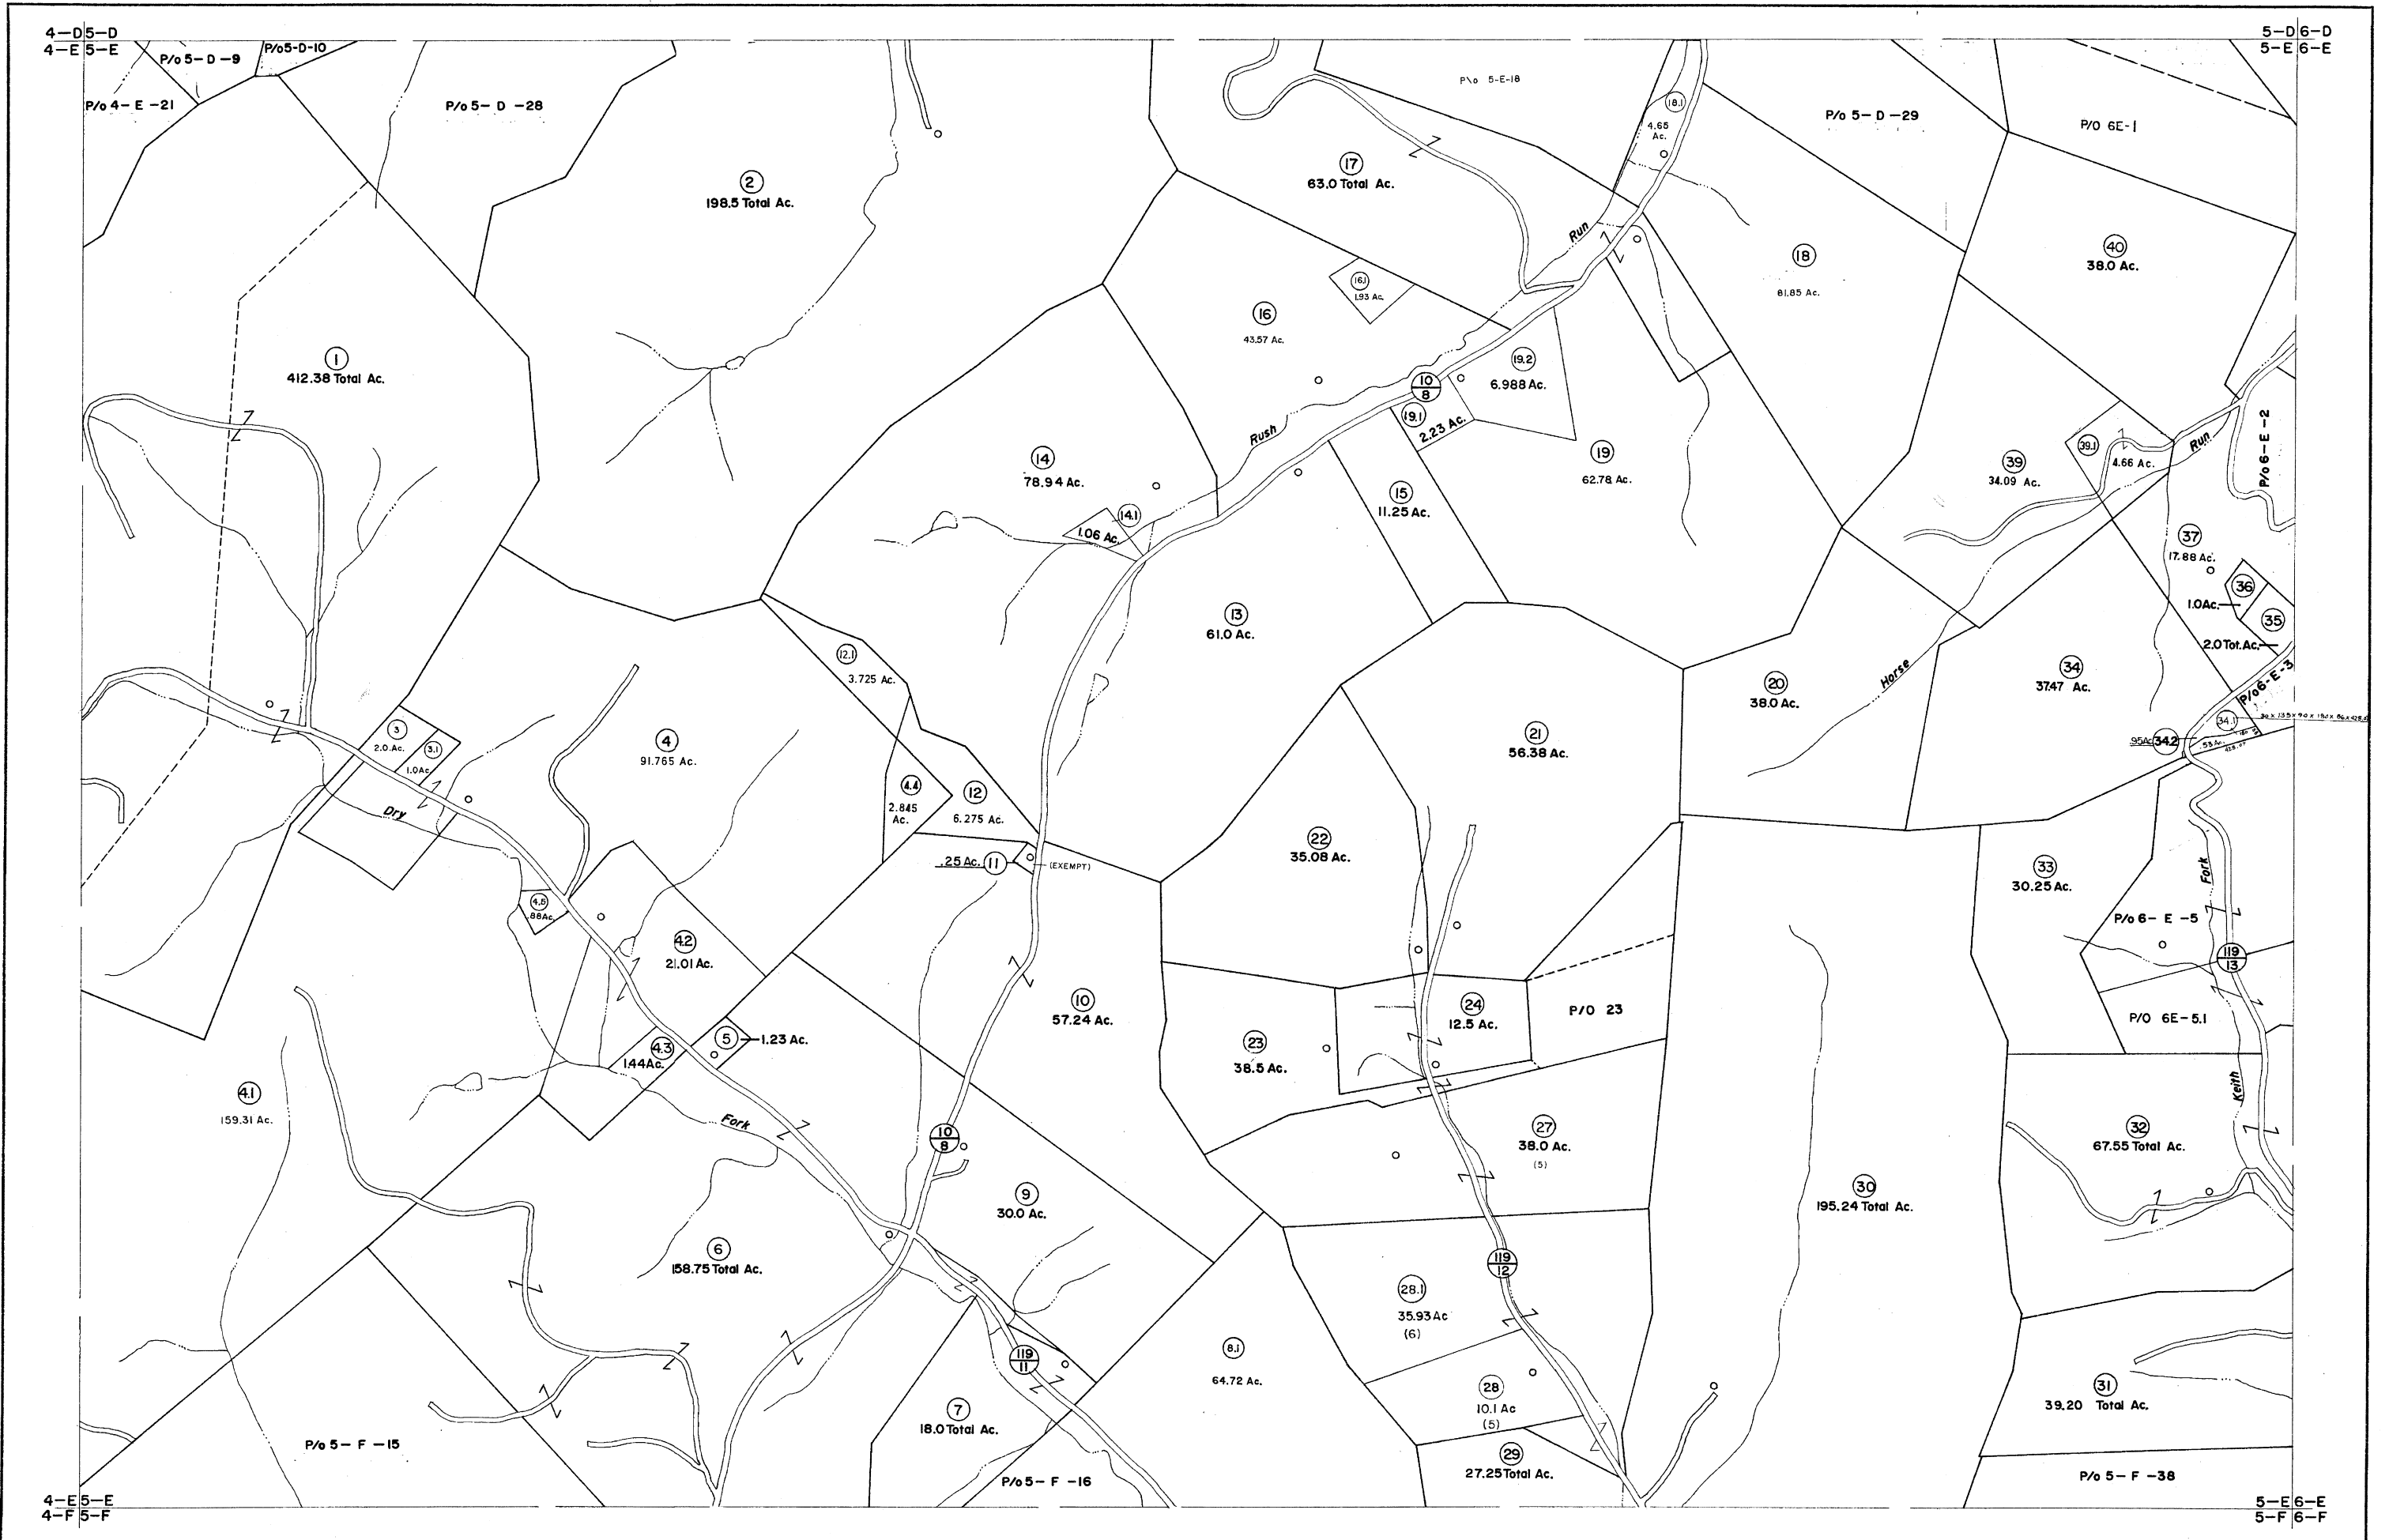 4-D 5-D
4-E 5-E
5-D 6-D
5-E 6-E
P/o 5-D-9
P/o 5-D-10
P/o 4-E-21
P/o 5-D-28
P\o 5-E-18
P/o 5-D-29
P/O 6E-1
18.1
4.65
Ac.
2
198.5 Total Ac.
17
63.0 Total Ac.
Run
18
81.85 Ac.
40
38.0 Ac.
16.1
1.93 Ac.
16
43.57 Ac.
1
412.38 Total Ac.
19.2
6.988 Ac.
10
8
19.1
2.23 Ac.
Rush
14
78.94 Ac.
14.1
1.06 Ac.
15
11.25 Ac.
19
62.78 Ac.
39
34.09 Ac.
39.1
4.66 Ac.
Run
P/o 6-E-2
37
17.88 Ac.
36
1.0 Ac.
35
2.0 Tot. Ac.
P/o 6-E-3
13
61.0 Ac.
12.1
3.725 Ac.
Horse
20
38.0 Ac.
34
37.47 Ac.
34.1
.95Ac
34.2
.53 Ac.
3
2.0 Ac.
3.1
1.0Ac
Dry
4
91.765 Ac.
4.4
2.845
Ac.
12
6.275 Ac.
21
56.38 Ac.
22
35.08 Ac.
.25 Ac.
11
(EXEMPT)
33
30.25 Ac.
Fork
P/o 6-E-5
4.5
.88Ac.
4.2
21.01 Ac.
119
13
10
57.24 Ac.
24
12.5 Ac.
P/O 23
P/O 6E-5.1
23
38.5 Ac.
5
1.23 Ac.
4.3
1.44Ac.
4.1
159.31 Ac.
Fork
Keith
10
8
27
38.0 Ac.
(5)
32
67.55 Total Ac.
30
195.24 Total Ac.
9
30.0 Ac.
6
158.75 Total Ac.
119
12
28.1
35.93 Ac
(6)
119
11
8.1
64.72 Ac.
28
10.1 Ac
(5)
31
39.20 Total Ac.
7
18.0 Total Ac.
P/o 5-F-15
P/o 5-F-16
29
27.25 Total Ac.
P/o 5-F-38
4-E 5-E
4-F 5-F
5-E 6-E
5-F 6-F